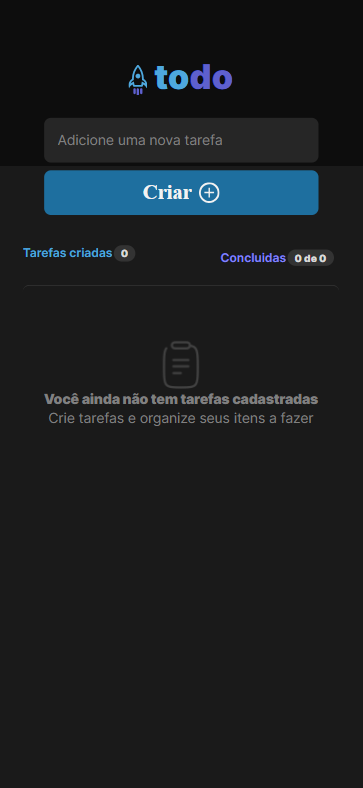 todo
Adicione uma nova tarefa
Criar
Tarefas criadas 0
Concluidas 0 de 0
Você ainda não tem tarefas cadastradas
Crie tarefas e organize seus itens a fazer